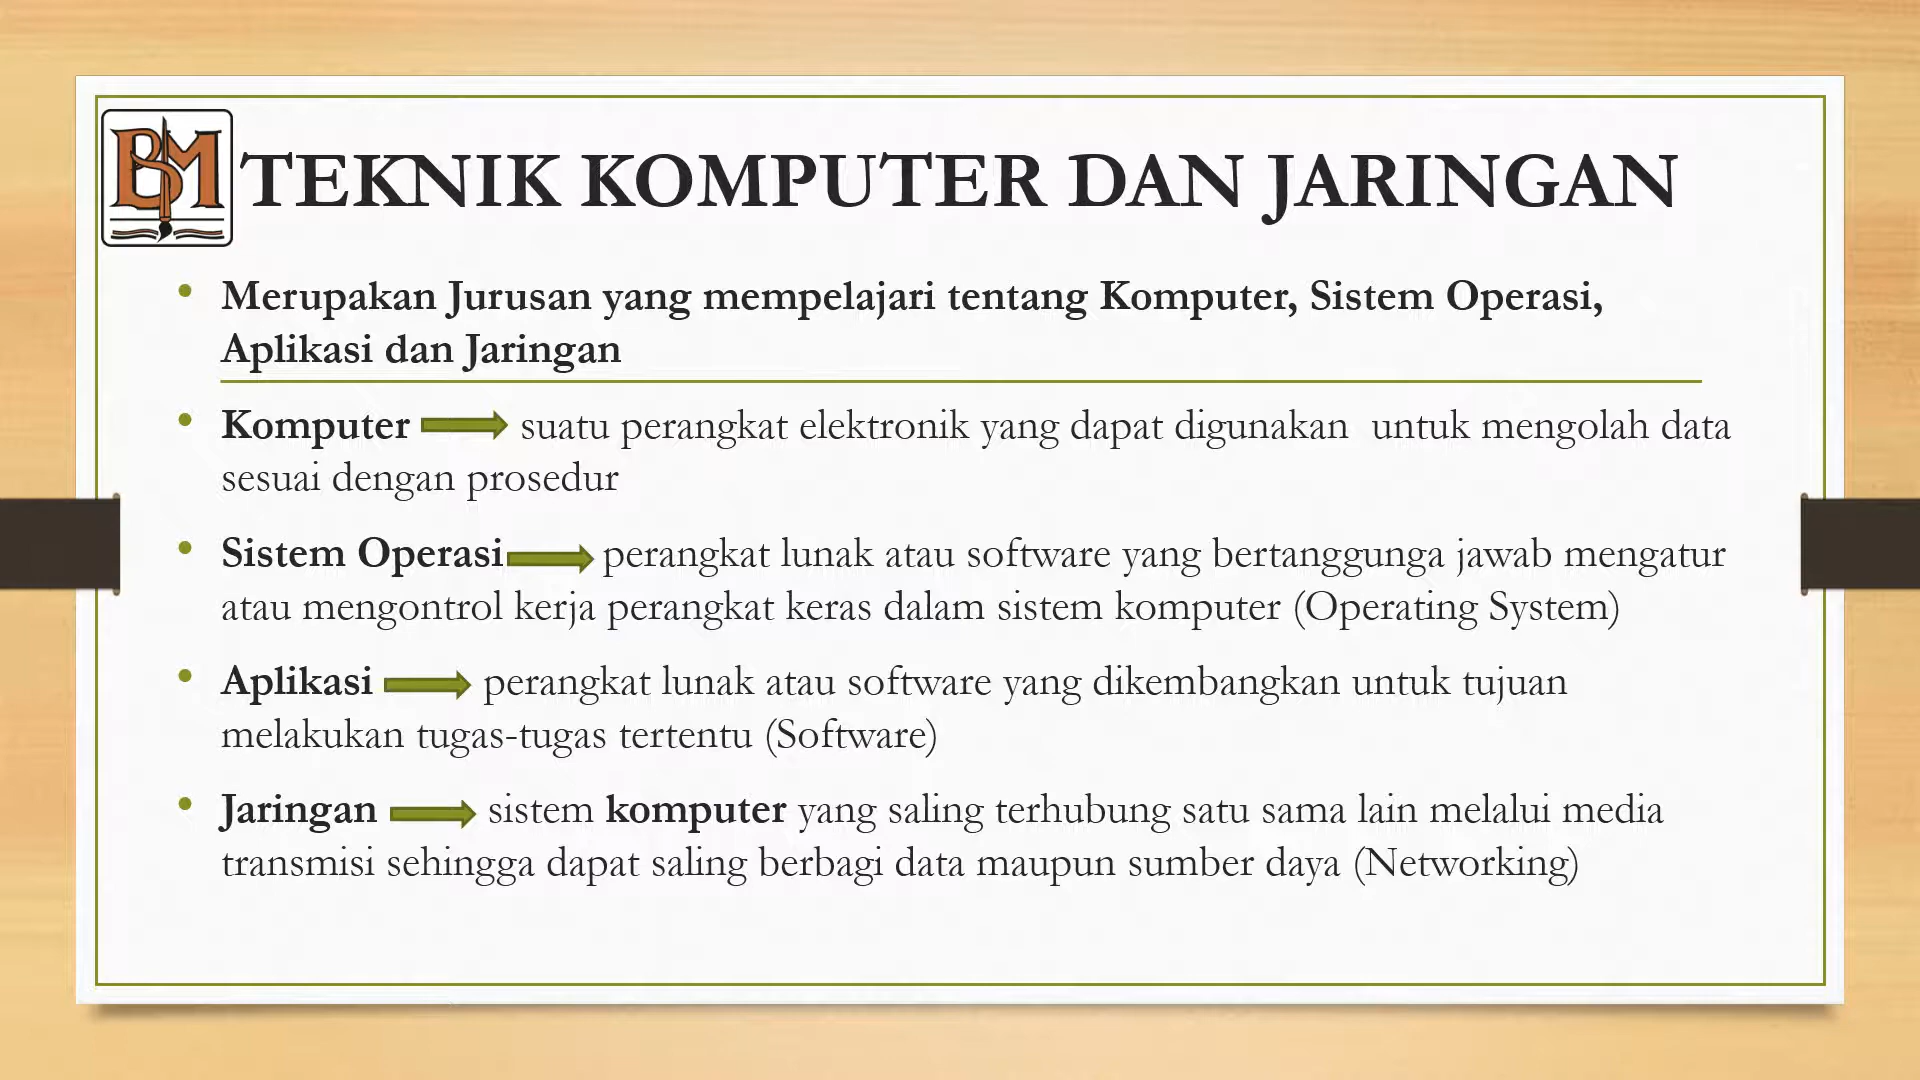 BM
TEKNIK KOMPUTER DAN JARINGAN
• Merupakan Jurusan yang mempelajari tentang Komputer, Sistem Operasi,
Aplikasi dan Jaringan
• Komputer suatu perangkat elektronik yang dapat digunakan untuk mengolah data
sesuai dengan prosedur
• Sistem Operasi perangkat lunak atau software yang bertanggunga jawab mengatur
atau mengontrol kerja perangkat keras dalam sistem komputer (Operating System)
• Aplikasi perangkat lunak atau software yang dikembangkan untuk tujuan
melakukan tugas-tugas tertentu (Software)
• Jaringan sistem komputer yang saling terhubung satu sama lain melalui media
transmisi sehingga dapat saling berbagi data maupun sumber daya (Networking)